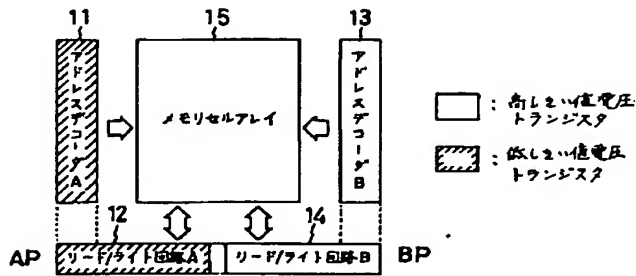 11
15
13
アドレスデコーダA
メモリセルアレイ
アドレスデコーダB
: 高しきい値電圧
トランジスタ
: 低しきい値電圧
トランジスタ
12
14
AP
リード/ライト回路A
リード/ライト回路B
BP